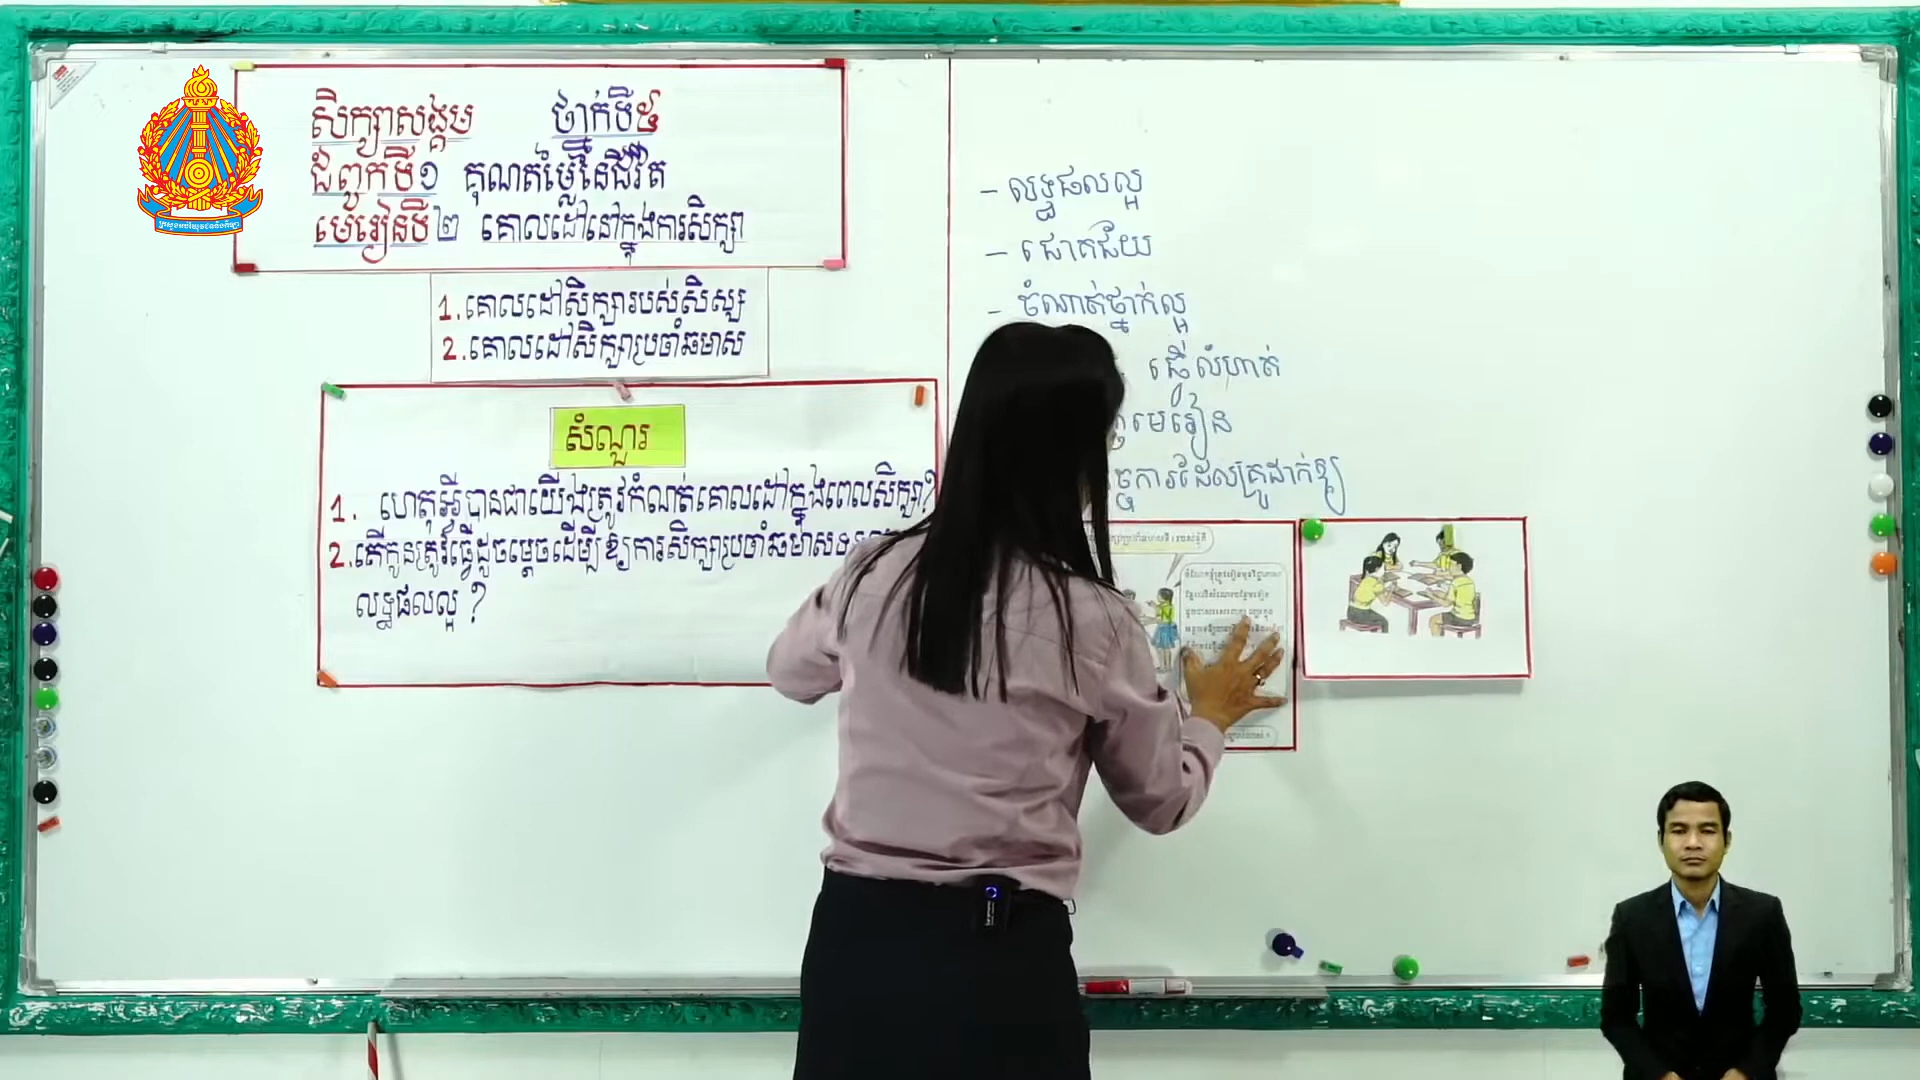 សិក្សាសង្គម ថ្នាក់ទី៥
ជំពូកទី១ គុណតម្លៃនៃជីវិត
មេរៀនទី២ គោលដៅនៅក្នុងការសិក្សា
1. គោលដៅសិក្សារបស់សិស្ស
2. គោលដៅសិក្សាប្រចាំឆមាស
សំណួរ
1. ហេតុអ្វីបានជាយើងត្រូវកំណត់គោលដៅក្នុងពេលសិក្សា?
2. តើកូនត្រូវធ្វើដូចម្ដេចដើម្បីឱ្យការសិក្សាប្រចាំឆមាស
លទ្ធផលល្អ ?
- លទ្ធផលល្អ
- ជោគជ័យ
- ចំណាត់ថ្នាក់ល្អ
ធ្វើលំហាត់
មេរៀន
ការដែលគ្រូដាក់ឱ្យ